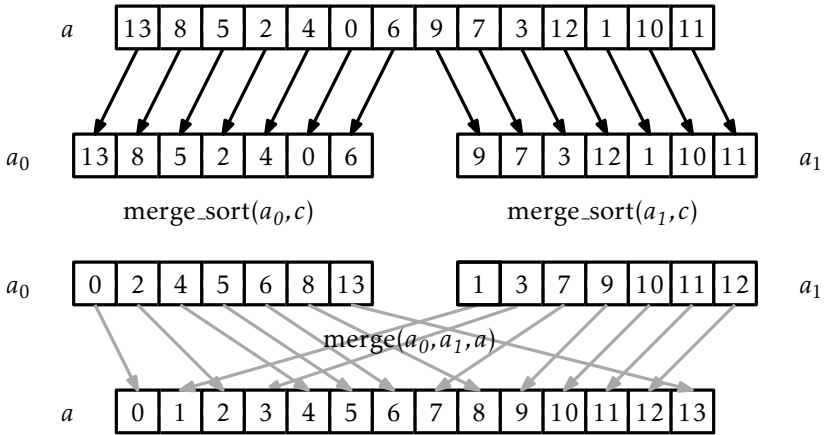 a 13 8 5 2 4 0 6 9 7 3 12 1 10 11
a₀ 13 8 5 2 4 0 6 9 7 3 12 1 10 11 a₁
merge_sort(a₀,c) merge_sort(a₁,c)
a₀ 0 2 4 5 6 8 13 1 3 7 9 10 11 12 a₁
merge(a₀,a₁,a)
a 0 1 2 3 4 5 6 7 8 9 10 11 12 13